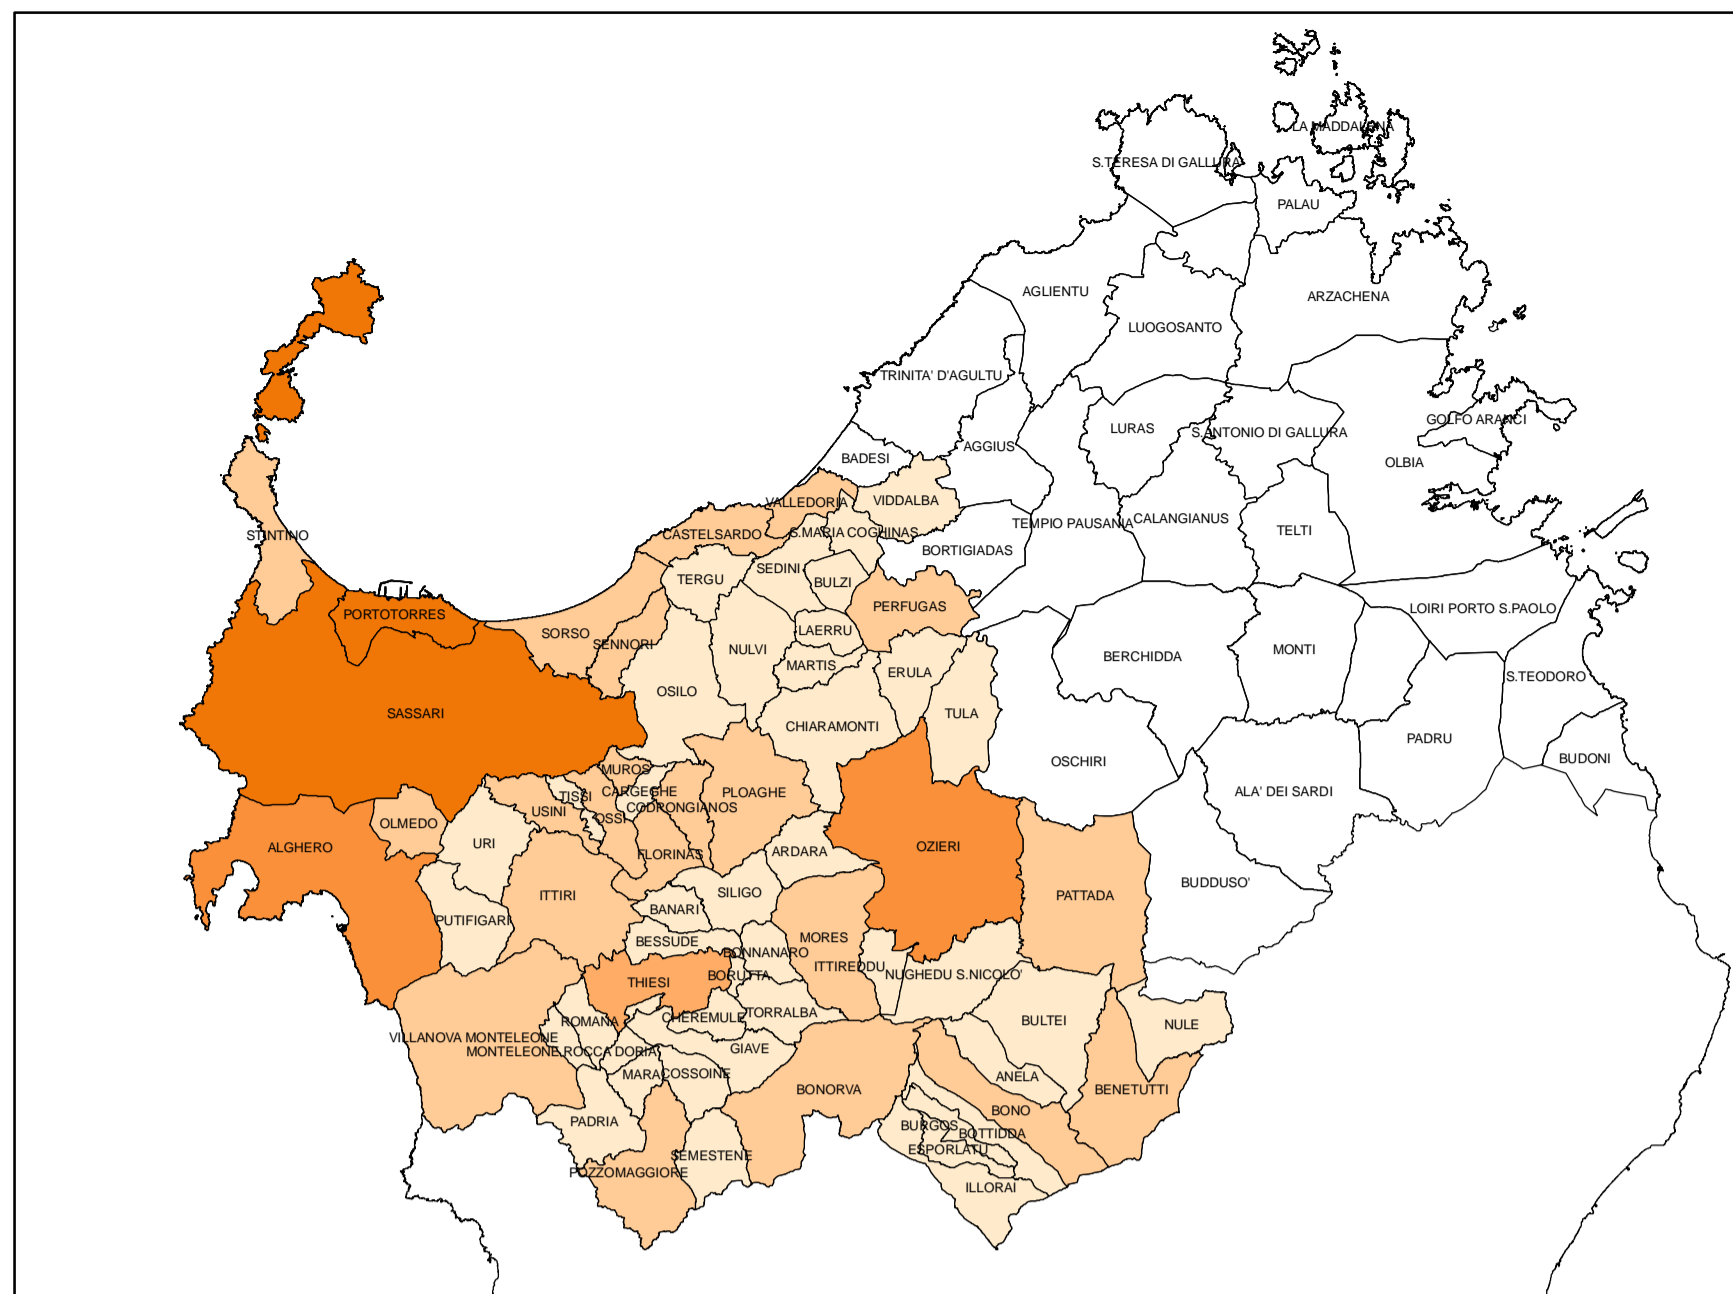 LA MADDALENA
S.TERESA DI GALLURA
PALAU
AGLIENTU
ARZACHENA
LUOGOSANTO
TRINITA' D'AGULTU
GOLFO ARANCI
LURAS
S.ANTONIO DI GALLURA
AGGIUS
BADESI
OLBIA
VIDDALBA
VALLEDORIA
TEMPIO PAUSANIA
CALANGIANUS
TELTI
STINTINO
CASTELSARDO
S.MARIA COGHINAS
BORTIGIADAS
SEDINI
TERGU
BULZI
PERFUGAS
LOIRI PORTO S.PAOLO
PORTOTORRES
SORSO
SENNORI
LAERRU
NULVI
MARTIS
ERULA
BERCHIDDA
MONTI
S.TEODORO
OSILO
SASSARI
TULA
CHIARAMONTI
PADRU
BUDONI
OSCHIRI
MUROS
CARGEGHE
TISSI
PLOAGHE
ALA' DEI SARDI
CODRONGIANOS
USINI
OSSI
OLMEDO
URI
ALGHERO
FLORINAS
ARDARA
OZIERI
BUDDUSO'
SILIGO
ITTIRI
PATTADA
BANARI
PUTIFIGARI
BESSUDE
MORES
BONNANARO
ITTIREDDU
NUGHEDU S.NICOLO'
BORUTTA
THIESI
TORRALBA
CHEREMULE
ROMANA
BULTEI
NULE
VILLANOVA MONTELEONE
MONTELEONE ROCCA DORIA
GIAVE
MARA
COSSOINE
ANELA
BONORVA
BENETUTTI
BONO
PADRIA
BURGOS
BOTTIDDA
ESPORLATU
SEMESTENE
POZZOMAGGIORE
ILLORAI